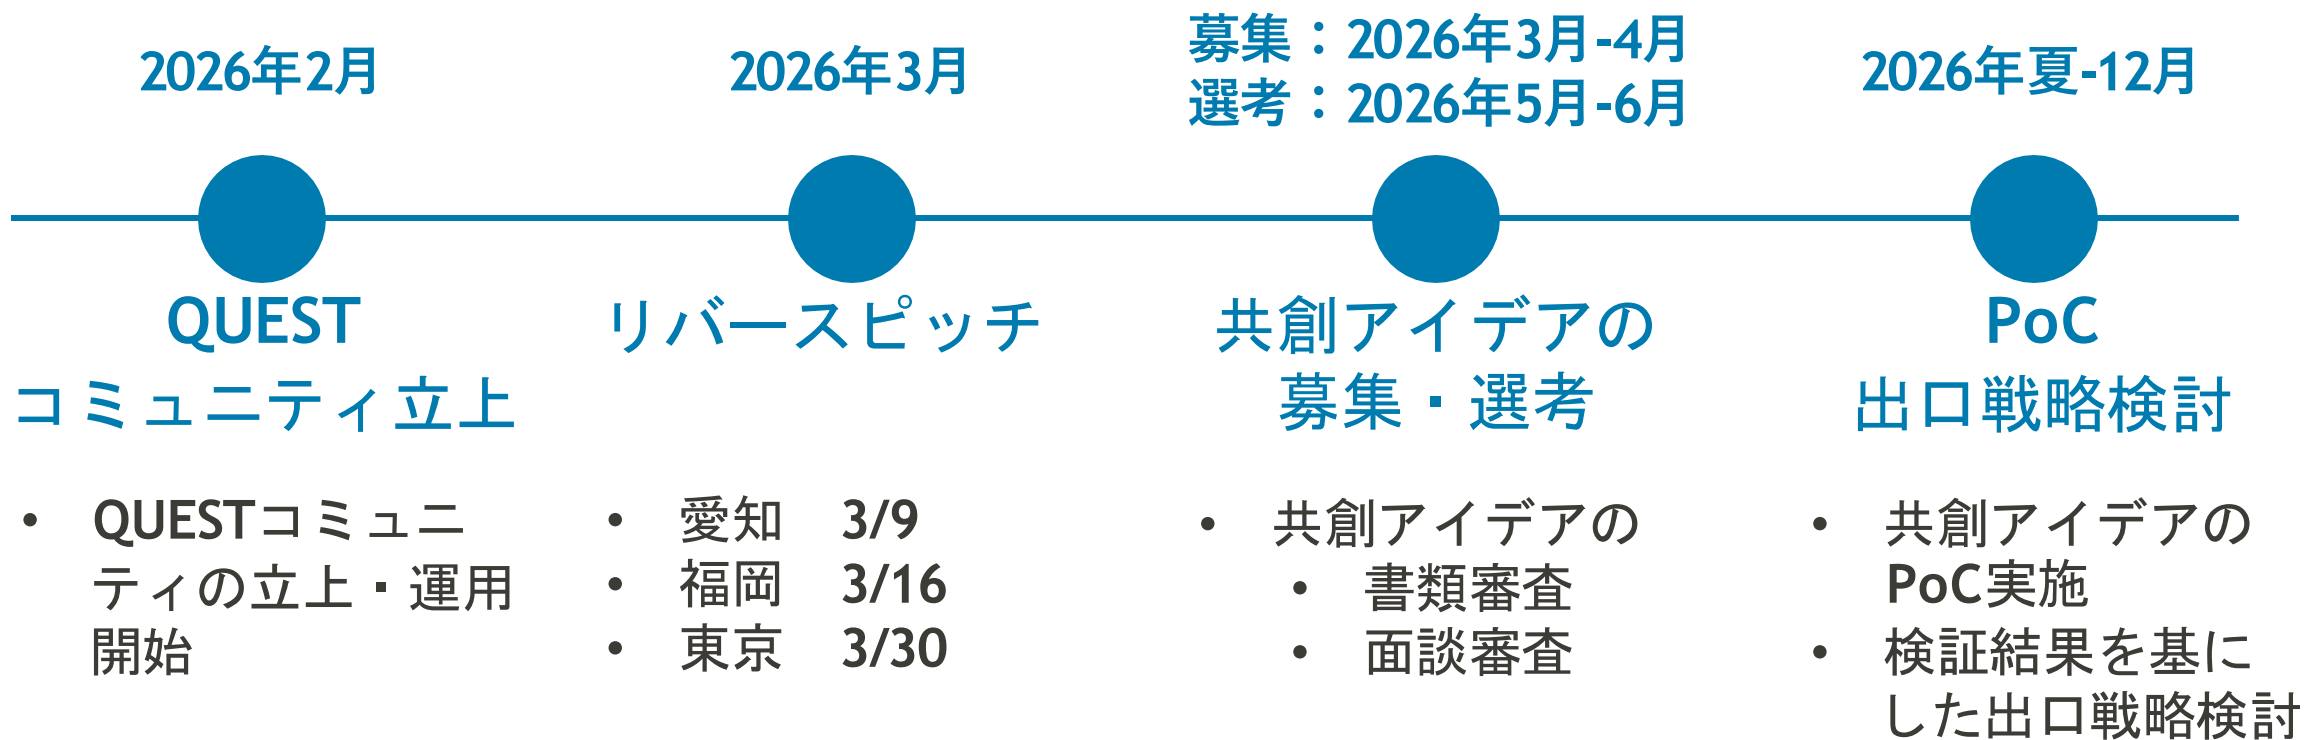 2026年2月
QUEST
コミュニティ立上
• QUESTコミュニ
ティの立上・運用
開始
2026年3月
リバースピッチ
• 愛知 3/9
• 福岡 3/16
• 東京 3/30
募集：2026年3月-4月
選考：2026年5月-6月
共創アイデアの
募集・選考
• 共創アイデアの
• 書類審査
• 面談審査
2026年夏-12月
PoC
出口戦略検討
• 共創アイデアの
PoC実施
• 検証結果を基に
した出口戦略検討